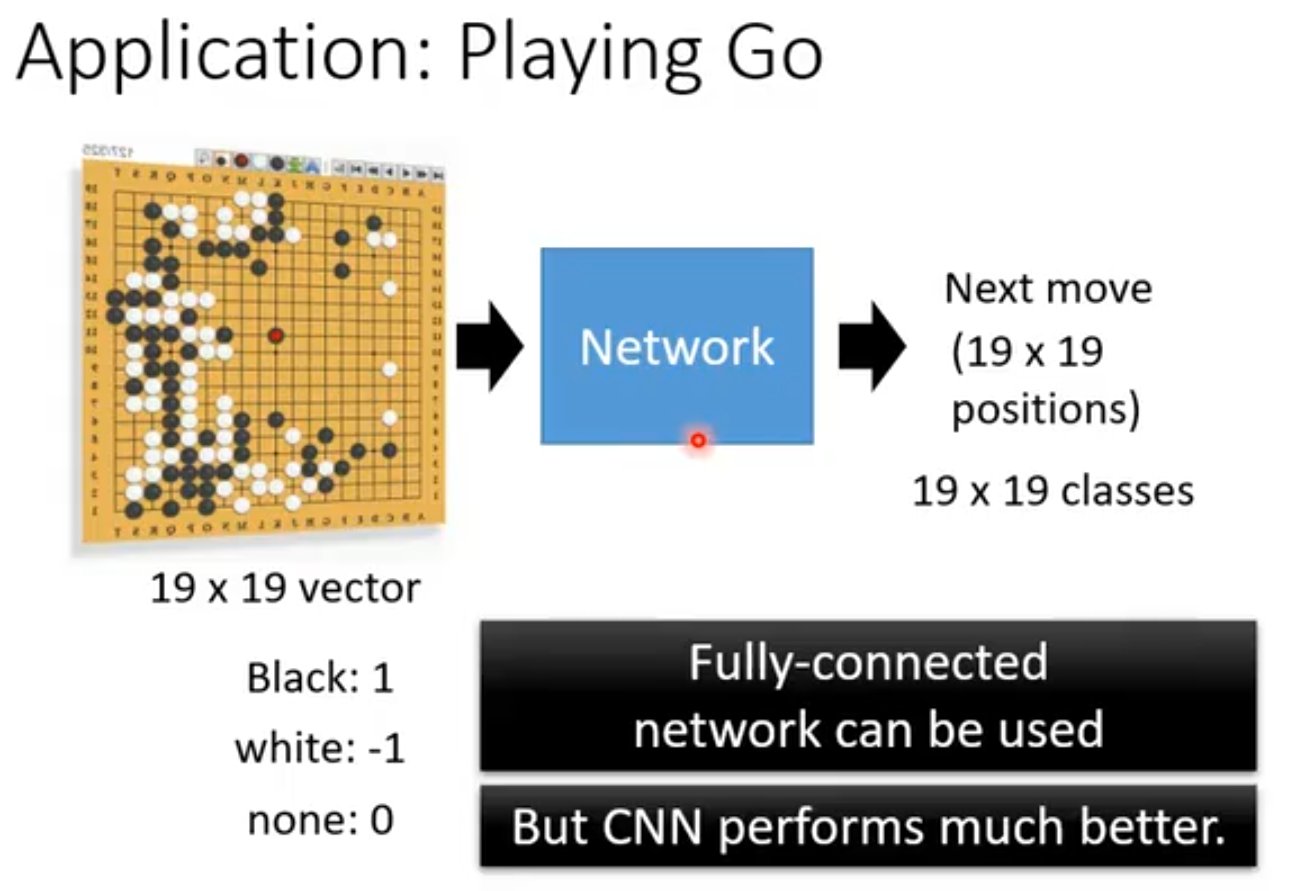 Application: Playing Go
Network
Next move
(19 x 19
positions)
19 x 19 classes
19 x 19 vector
Black: 1
white: -1
none: 0
Fully-connected
network can be used
But CNN performs much better.